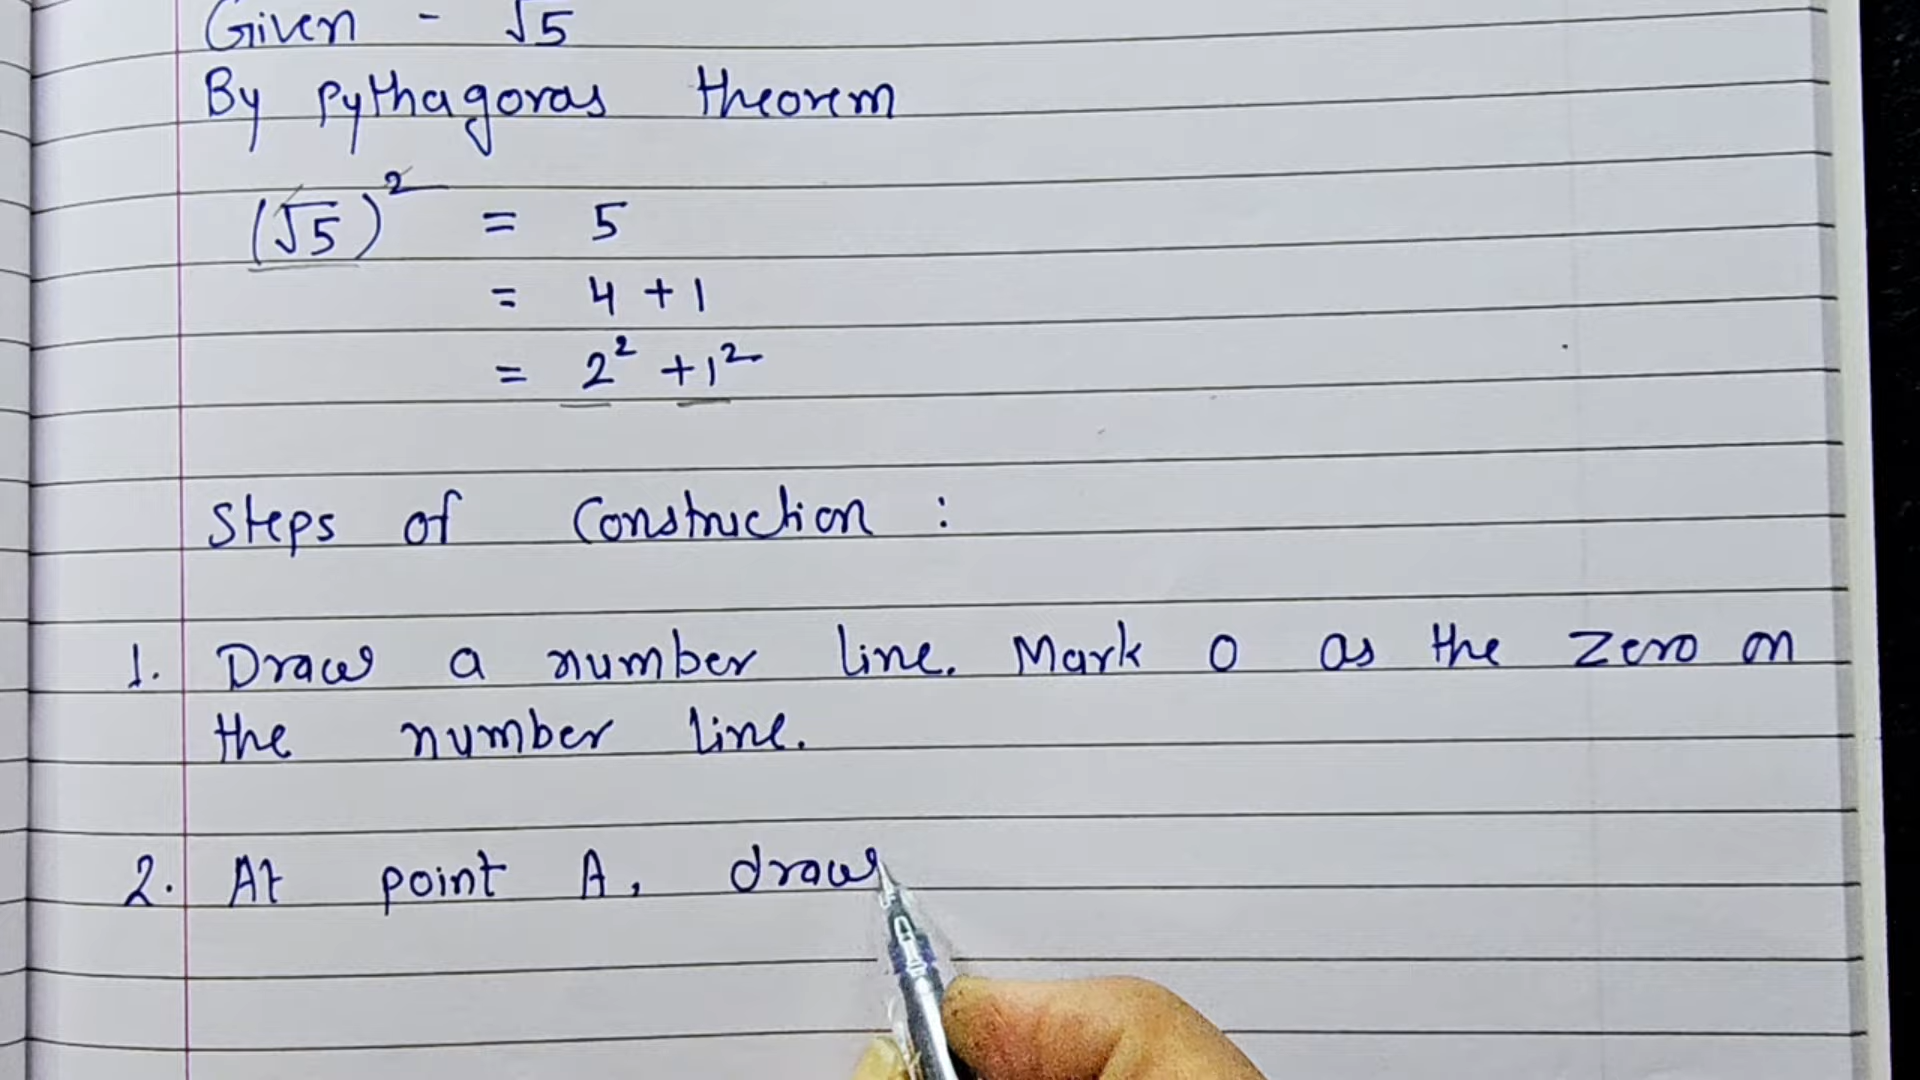 Given - √5
By pythagoras theorem
(√5)² = 5
= 4 + 1
= 2² + 1²
Steps of Construction :
1. Draw a number line. Mark 0 as the zero on
the number line.
2. At point A, draw